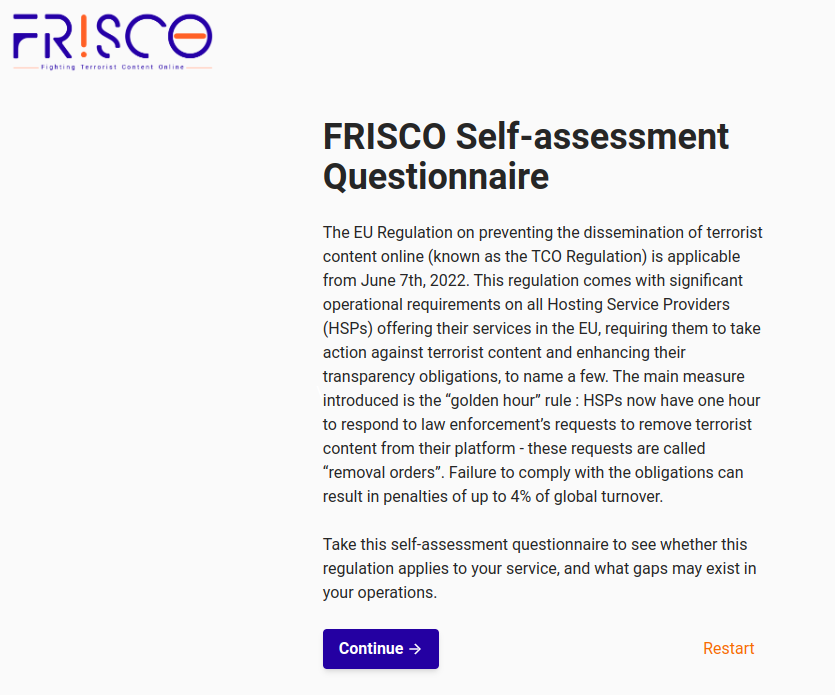 FR!SCO
Fighting Terrorist Content Online
FRISCO Self-assessment
Questionnaire
The EU Regulation on preventing the dissemination of terrorist
content online (known as the TCO Regulation) is applicable
from June 7th, 2022. This regulation comes with significant
operational requirements on all Hosting Service Providers
(HSPs) offering their services in the EU, requiring them to take
action against terrorist content and enhancing their
transparency obligations, to name a few. The main measure
introduced is the “golden hour” rule : HSPs now have one hour
to respond to law enforcement’s requests to remove terrorist
content from their platform - these requests are called
“removal orders”. Failure to comply with the obligations can
result in penalties of up to 4% of global turnover.
Take this self-assessment questionnaire to see whether this
regulation applies to your service, and what gaps may exist in
your operations.
Continue →
Restart